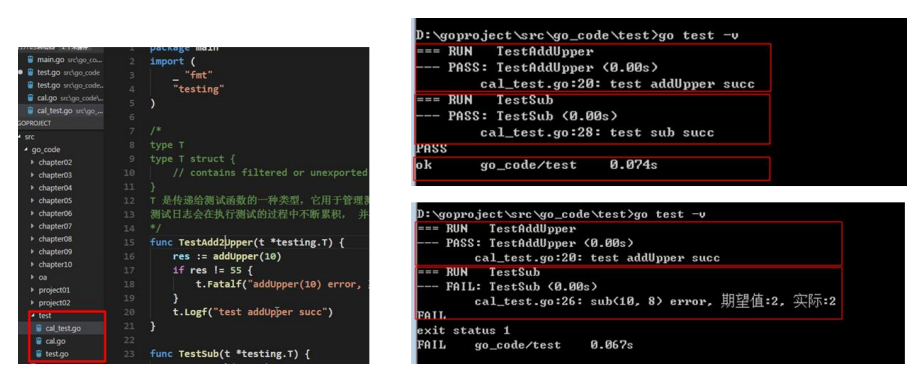 main.go src\go_co...
test.go src\go_code
test.go src\go_code..
cal.go src\go_code\...
cal_test.go src\go_...
GOPROJECT
src
go_code
chapter02
chapter03
chapter04
chapter05
chapter06
chapter07
chapter08
chapter09
chapter10
oa
project01
project02
test
cal_test.go
cal.go
test.go
1 package main
2 import (
3 _ "fmt"
4 "testing"
5 )
6
7 /*
8 type T
9 type T struct {
10 // contains filtered or unexported
11 }
12 T 是传递给测试函数的一种类型，它用于管理测
13 测试日志会在执行测试的过程中不断累积， 并
14 */
15 func TestAdd2Upper(t *testing.T) {
16 res := addUpper(10)
17 if res != 55 {
18 t.Fatalf("addUpper(10) error,
19 }
20 t.Logf("test addUpper succ")
21 }
22
23 func TestSub(t *testing.T) {
D:\goproject\src\go_code\test>go test -v
=== RUN TestAddUpper
--- PASS: TestAddUpper (0.00s)
cal_test.go:20: test addUpper succ
=== RUN TestSub
--- PASS: TestSub (0.00s)
cal_test.go:28: test sub succ
PASS
ok go_code/test 0.074s
D:\goproject\src\go_code\test>go test -v
=== RUN TestAddUpper
--- PASS: TestAddUpper (0.00s)
cal_test.go:20: test addUpper succ
=== RUN TestSub
--- FAIL: TestSub (0.00s)
cal_test.go:26: sub(10, 8) error, 期望值:2, 实际:2
FAIL
exit status 1
FAIL go_code/test 0.067s